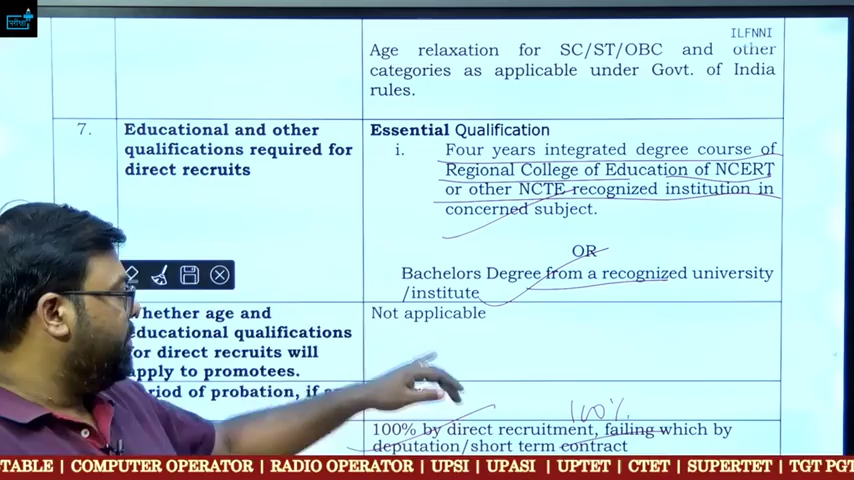 परीक्षा
ILFNNI
Age relaxation for SC/ST/OBC and other
categories as applicable under Govt. of India
rules.
7.
Educational and other
qualifications required for
direct recruits
Essential Qualification
i. Four years integrated degree course of
Regional College of Education of NCERT
or other NCTE recognized institution in
concerned subject.
OR
Bachelors Degree from a recognized university
/institute
Whether age and
educational qualifications
for direct recruits will
apply to promotees.
Not applicable
of probation, if
100%
100% by direct recruitment, failing which by
deputation/short term contract
TABLE | COMPUTER OPERATOR | RADIO OPERATOR | UPSI | UPASI | UPTET | CTET | SUPERTET | TGT PGT